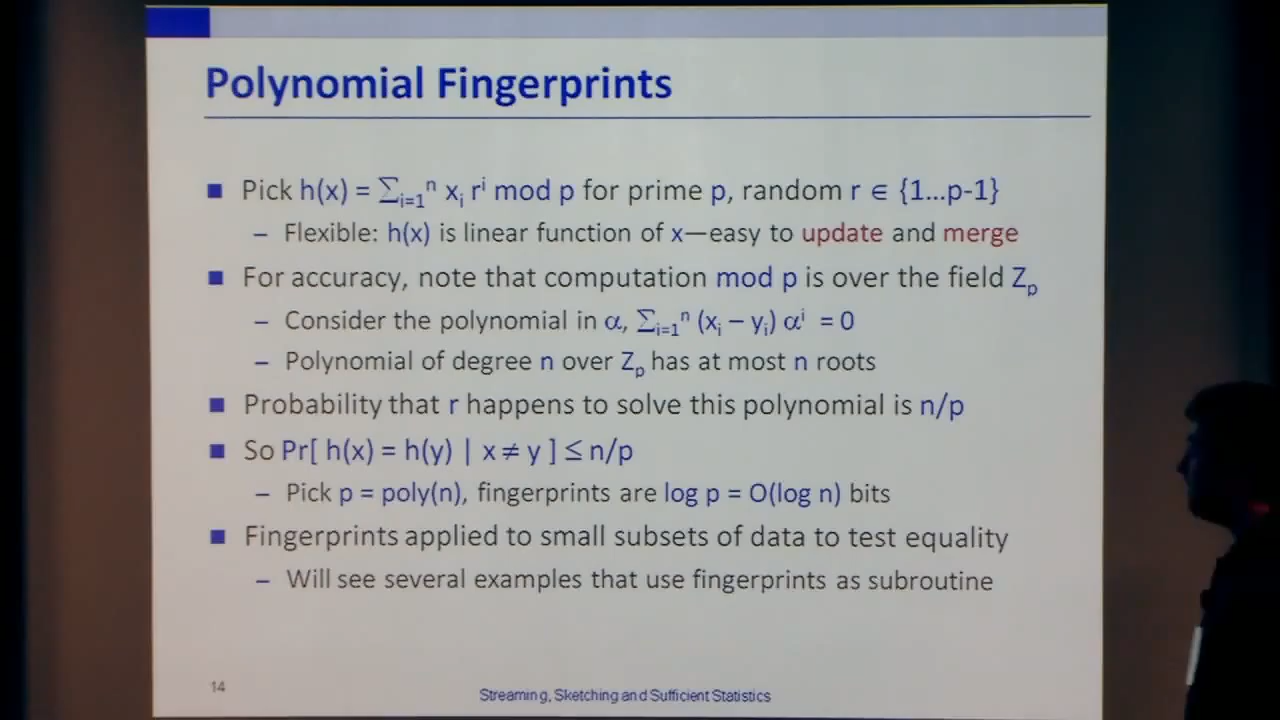 Polynomial Fingerprints
■ Pick h(x) = ∑ᵢ₌₁ⁿ xᵢ rⁱ mod p for prime p, random r ∈ {1...p-1}
– Flexible: h(x) is linear function of x—easy to update and merge
■ For accuracy, note that computation mod p is over the field Zₚ
– Consider the polynomial in α, ∑ᵢ₌₁ⁿ (xᵢ – yᵢ) αⁱ = 0
– Polynomial of degree n over Zₚ has at most n roots
■ Probability that r happens to solve this polynomial is n/p
■ So Pr[ h(x) = h(y) | x ≠ y ] ≤ n/p
– Pick p = poly(n), fingerprints are log p = O(log n) bits
■ Fingerprints applied to small subsets of data to test equality
– Will see several examples that use fingerprints as subroutine
14
Streaming, Sketching and Sufficient Statistics